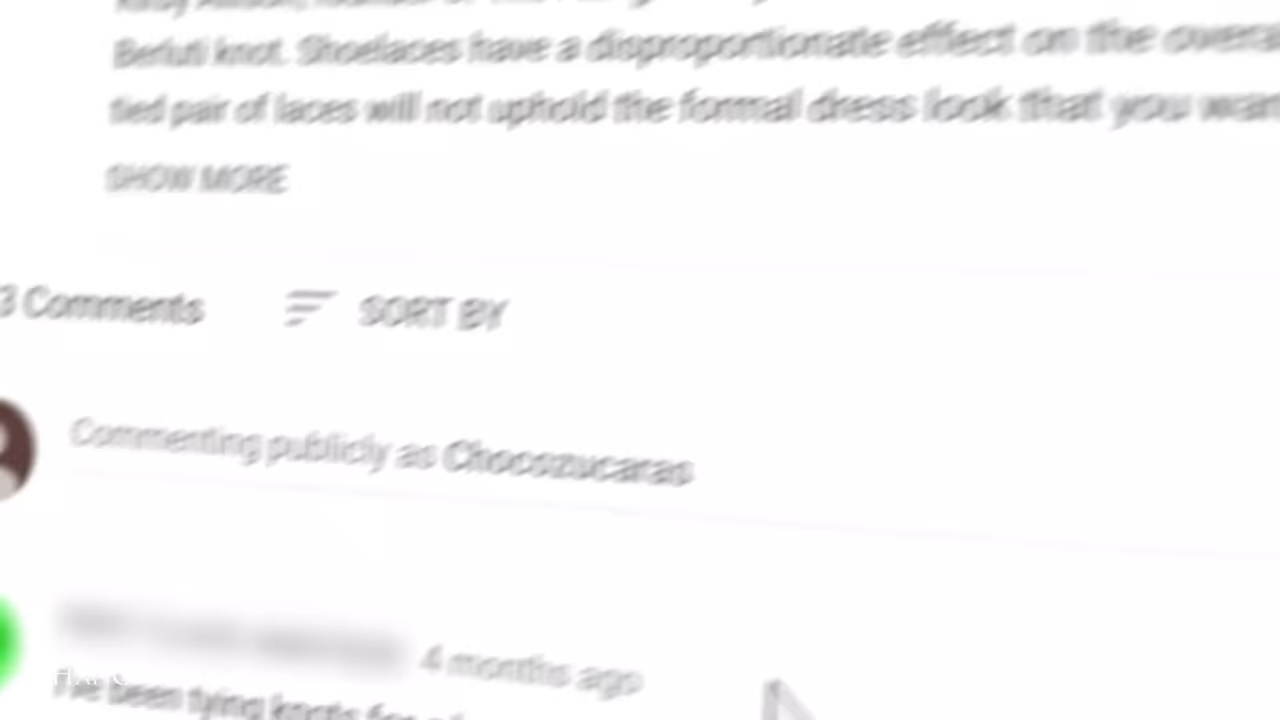 Berluti knot. Shoelaces have a disproportionate effect on the overa
tied pair of laces will not uphold the formal dress look that you wan
SHOW MORE
3 Comments
SORT BY
Commenting publicly as Chocozucaras
4 months ago
I've been tying knots for